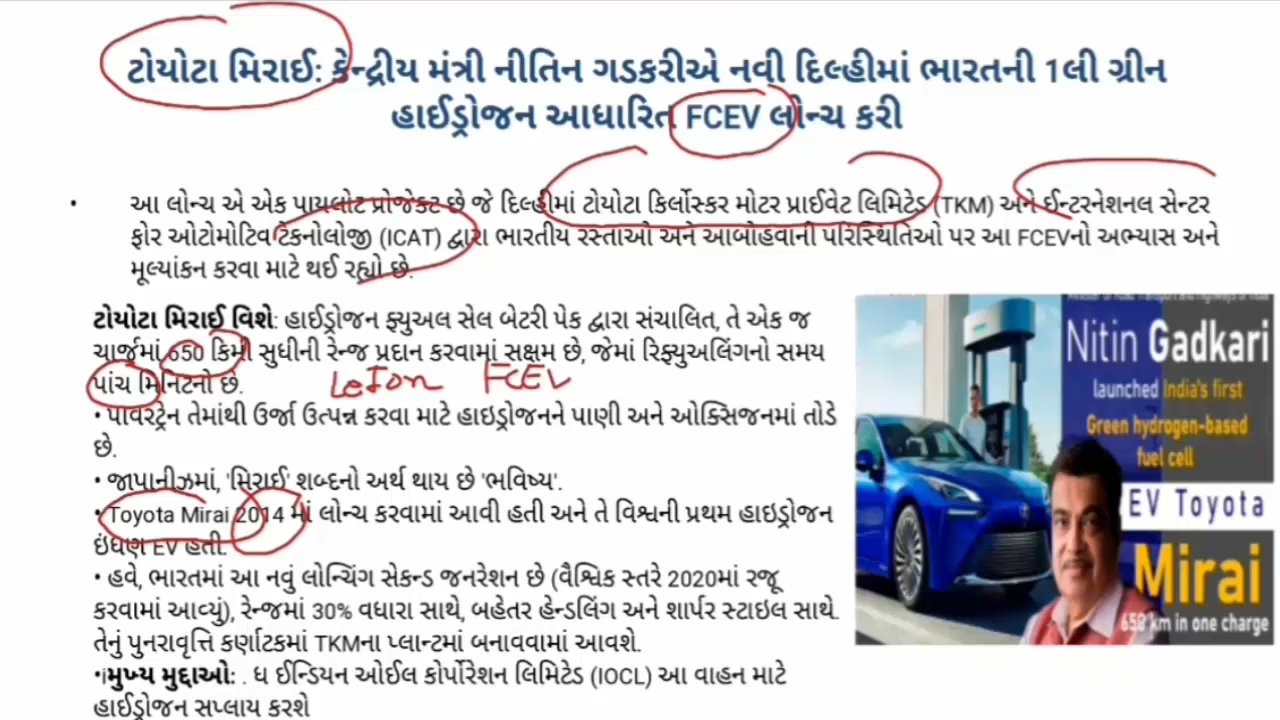 ટોયોટા મિરાઈ: કેન્દ્રીય મંત્રી નીતિન ગડકરીએ નવી દિલ્હીમાં ભારતની 1લી ગ્રીન
હાઈડ્રોજન આધારિત FCEV લોન્ચ કરી
• આ લોન્ચ એ એક પાયલોટ પ્રોજેક્ટ છે જે દિલ્હીમાં ટોયોટા કિર્લોસ્કર મોટર પ્રાઈવેટ લિમિટેડ (TKM) અને ઈન્ટરનેશનલ સેન્ટર
ફોર ઓટોમોટિવ ટેકનોલોજી (ICAT) દ્વારા ભારતીય રસ્તાઓ અને આબોહવાની પરિસ્થિતિઓ પર આ FCEVનો અભ્યાસ અને
મૂલ્યાંકન કરવા માટે થઈ રહ્યો છે.
ટોયોટા મિરાઈ વિશે: હાઈડ્રોજન ફ્યુઅલ સેલ બેટરી પેક દ્વારા સંચાલિત, તે એક જ
ચાર્જમાં 650 કિમી સુધીની રેન્જ પ્રદાન કરવામાં સક્ષમ છે, જેમાં રિફ્યુઅલિંગનો સમય
પાંચ મિનિટનો છે.
LeIon FCEV
• પાવરટ્રેન તેમાંથી ઉર્જા ઉત્પન્ન કરવા માટે હાઇડ્રોજનને પાણી અને ઓક્સિજનમાં તોડે
છે.
• જાપાનીઝમાં, 'મિરાઈ' શબ્દનો અર્થ થાય છે 'ભવિષ્ય'.
• Toyota Mirai 2014 માં લોન્ચ કરવામાં આવી હતી અને તે વિશ્વની પ્રથમ હાઇડ્રોજન
ઇંધણ EV હતી.
• હવે, ભારતમાં આ નવું લોન્ચિંગ સેકન્ડ જનરેશન છે (વૈશ્વિક સ્તરે 2020માં રજૂ
કરવામાં આવ્યું), રેન્જમાં 30% વધારા સાથે, બહેતર હેન્ડલિંગ અને શાર્પર સ્ટાઇલ સાથે.
તેનું પુનરાવૃત્તિ કર્ણાટકમાં TKMના પ્લાન્ટમાં બનાવવામાં આવશે.
•iમુખ્ય મુદ્દાઓ: . ધ ઈન્ડિયન ઓઈલ કોર્પોરેશન લિમિટેડ (IOCL) આ વાહન માટે
હાઈડ્રોજન સપ્લાય કરશે
Nitin Gadkari
launched India's first
Green hydrogen-based
fuel cell
EV Toyota
Mirai
650 km in one charge